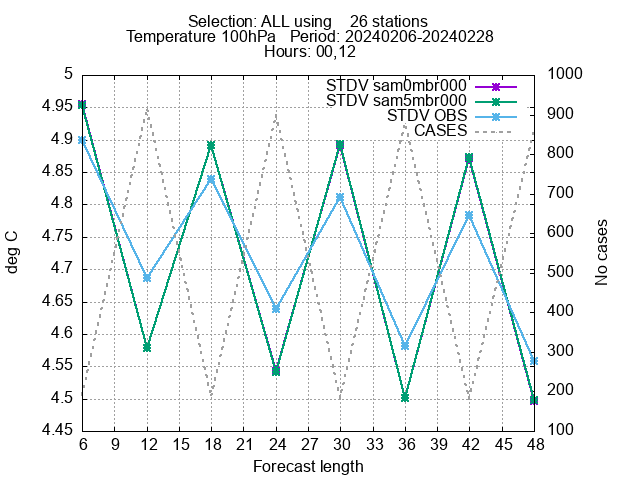 Selection: ALL using    26 stations
Temperature 100hPa   Period: 20240206-20240228
Hours: 00,12
STDV sam0mbr000
STDV sam5mbr000
STDV OBS
CASES
5
4.95
4.9
4.85
4.8
4.75
4.7
4.65
4.6
4.55
4.5
4.45
deg C
1000
900
800
700
600
500
400
300
200
100
No cases
6 9 12 15 18 21 24 27 30 33 36 39 42 45 48
Forecast length